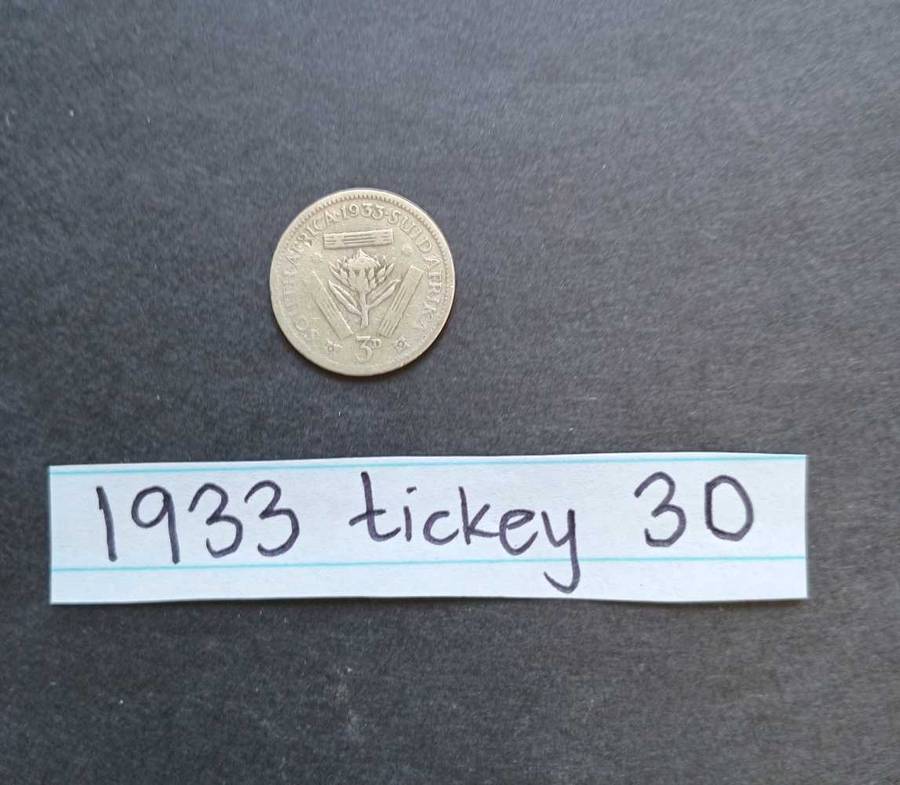 SOUTH AFRICA·1933·SUID AFRIKA
3D
1933 tickey 30